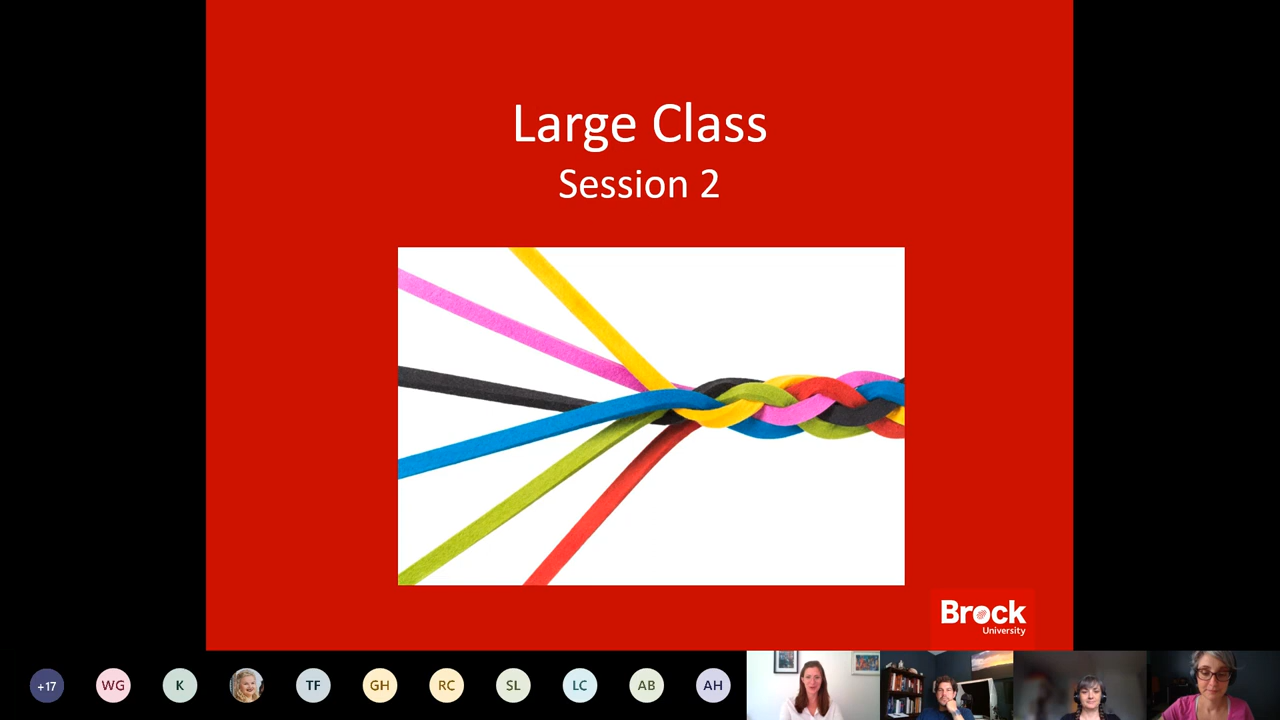 Large Class
Session 2
Brock
University
+17
WG
K
TF
GH
RC
SL
LC
AB
AH